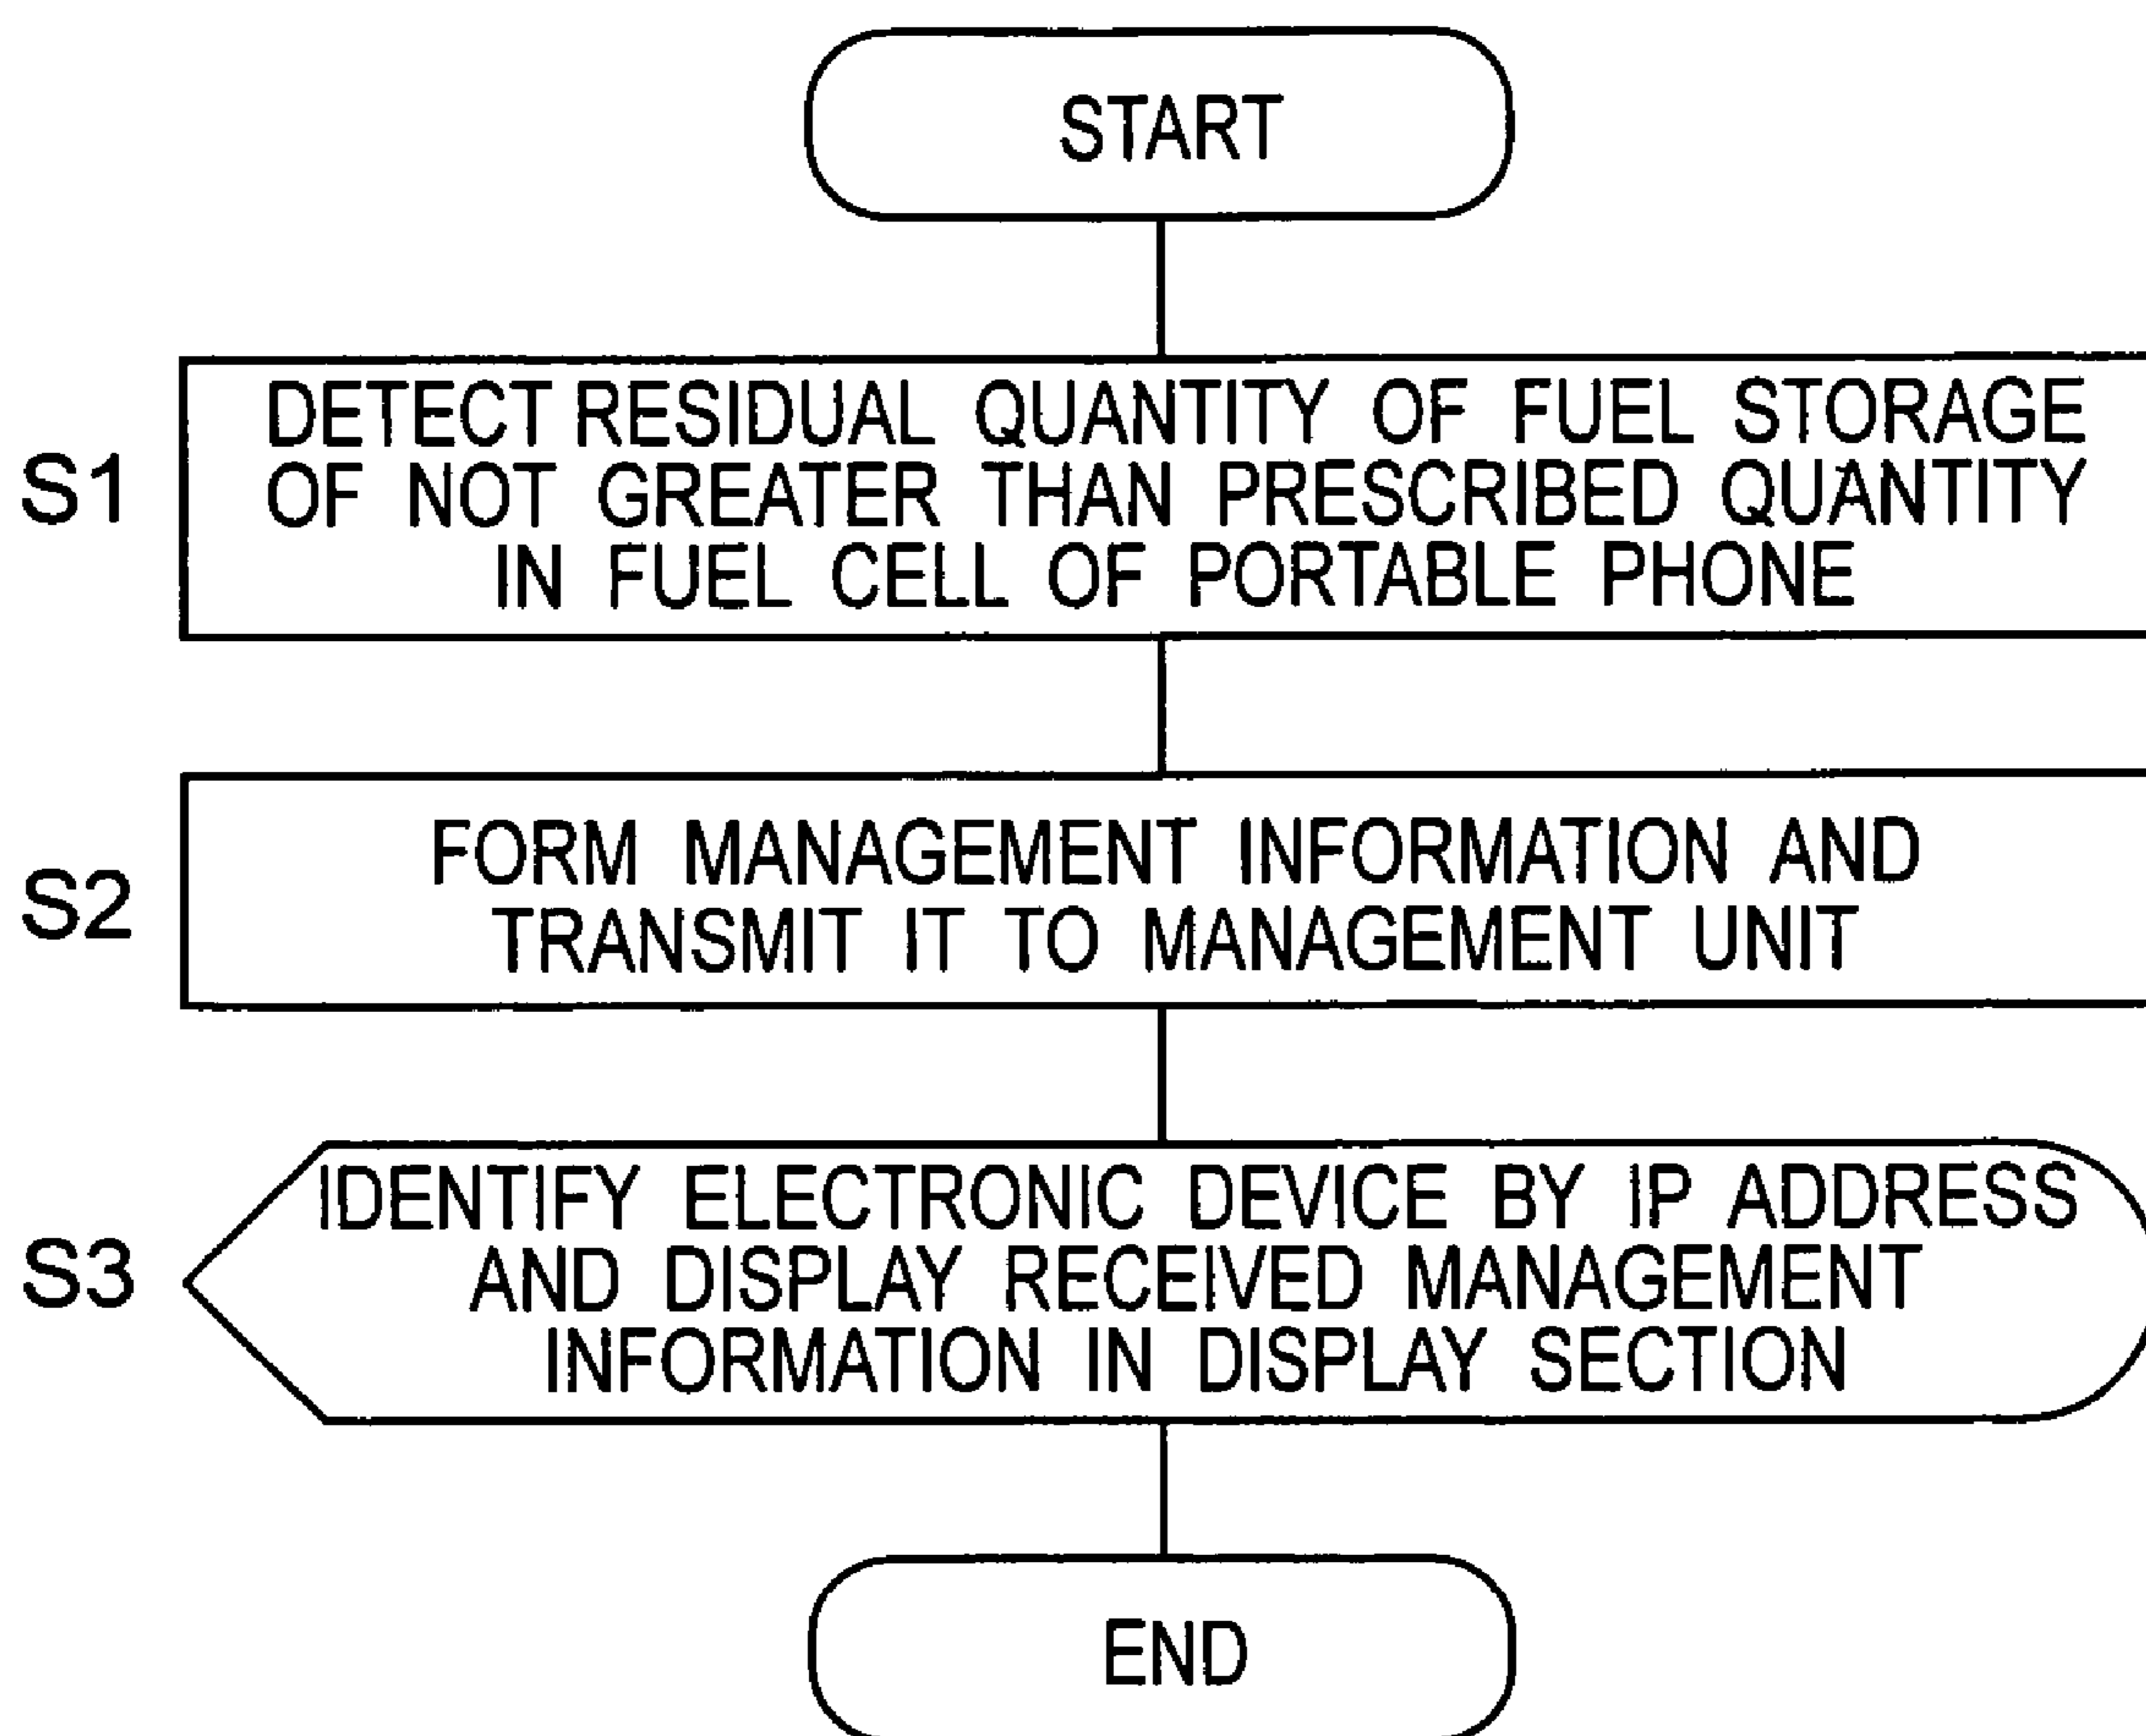 START
S1
DETECT RESIDUAL QUANTITY OF FUEL STORAGE
OF NOT GREATER THAN PRESCRIBED QUANTITY
IN FUEL CELL OF PORTABLE PHONE
S2
FORM MANAGEMENT INFORMATION AND
TRANSMIT IT TO MANAGEMENT UNIT
S3
IDENTIFY ELECTRONIC DEVICE BY IP ADDRESS
AND DISPLAY RECEIVED MANAGEMENT
INFORMATION IN DISPLAY SECTION
END